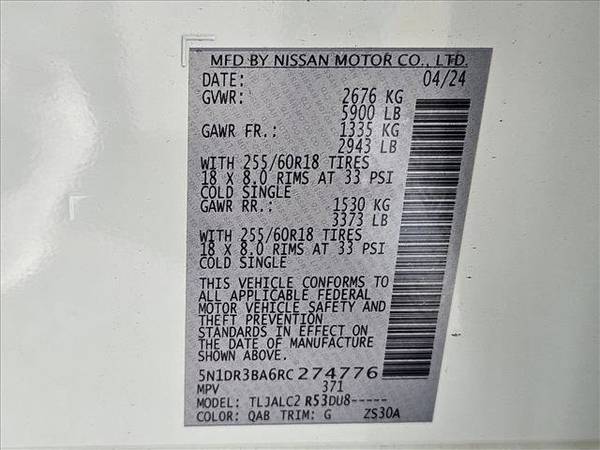 MFD BY NISSAN MOTOR CO., LTD.
DATE: 04/24
GVWR: 2676 KG
5900 LB
GAWR FR.: 1335 KG
2943 LB
WITH 255/60R18 TIRES
18 X 8.0 RIMS AT 33 PSI
COLD SINGLE
GAWR RR.: 1530 KG
3373 LB
WITH 255/60R18 TIRES
18 X 8.0 RIMS AT 33 PSI
COLD SINGLE
THIS VEHICLE CONFORMS TO
ALL APPLICABLE FEDERAL
MOTOR VEHICLE SAFETY AND
THEFT PREVENTION
STANDARDS IN EFFECT ON
THE DATE OF MANUFACTURE
SHOWN ABOVE.
5N1DR3BA6RC274776
MPV 371
MODEL: TLJALC2 R53DU8-----
COLOR: QAB TRIM: G ZS30A